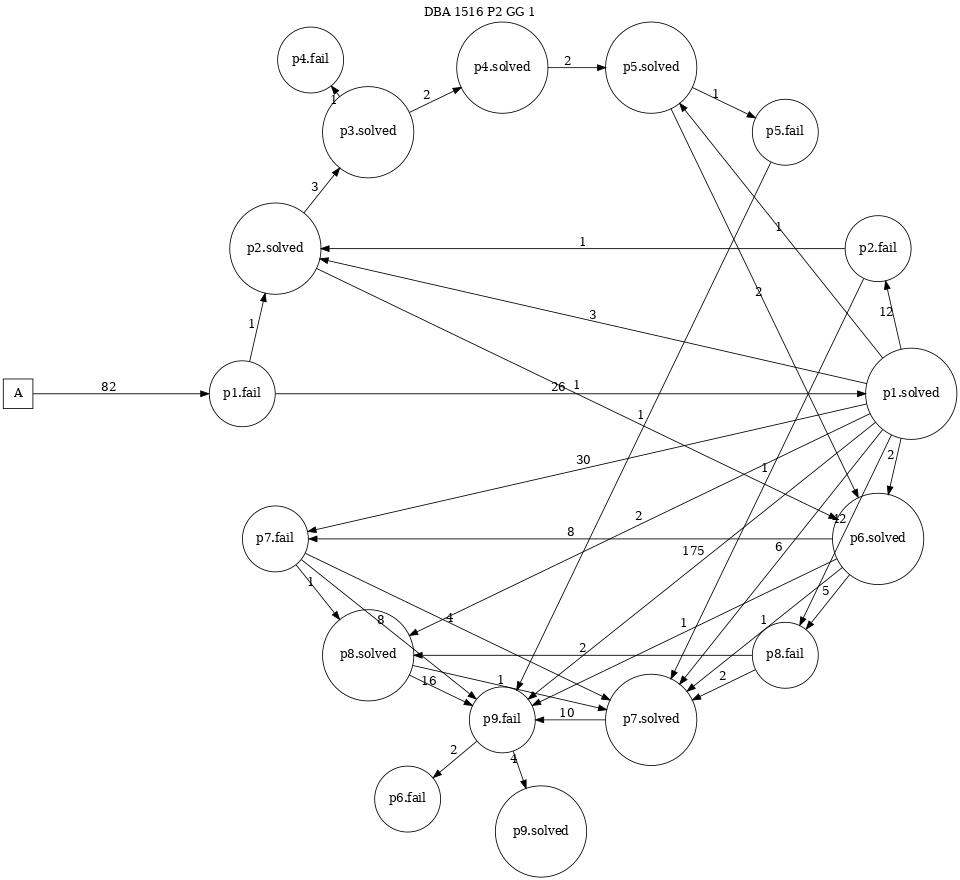 DBA 1516 P2 GG 1
p4.fail
p4.solved
2
p5.solved
1
2
1
p5.fail
p3.solved
3
p2.solved
1
p2.fail
1
12
2
3
1
A
82
p1.fail
26
1
p1.solved
1
30
2
1
2
p7.fail
8
175
6
42
p6.solved
1
8
4
1
1
5
p8.solved
2
p8.fail
16
1
2
p9.fail
10
p7.solved
2
4
p6.fail
p9.solved